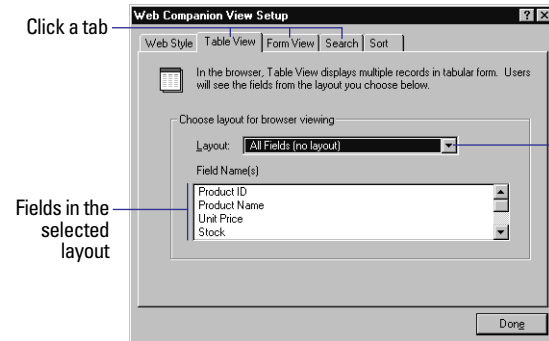 Web Companion View Setup
Click a tab
Web Style Table View Form View Search Sort
In the browser, Table View displays multiple records in tabular form. Users
will see the fields from the layout you choose below.
Choose layout for browser viewing
Layout: All Fields (no layout)
Field Name(s)
Product ID
Product Name
Unit Price
Stock
Fields in the
selected
layout
Done